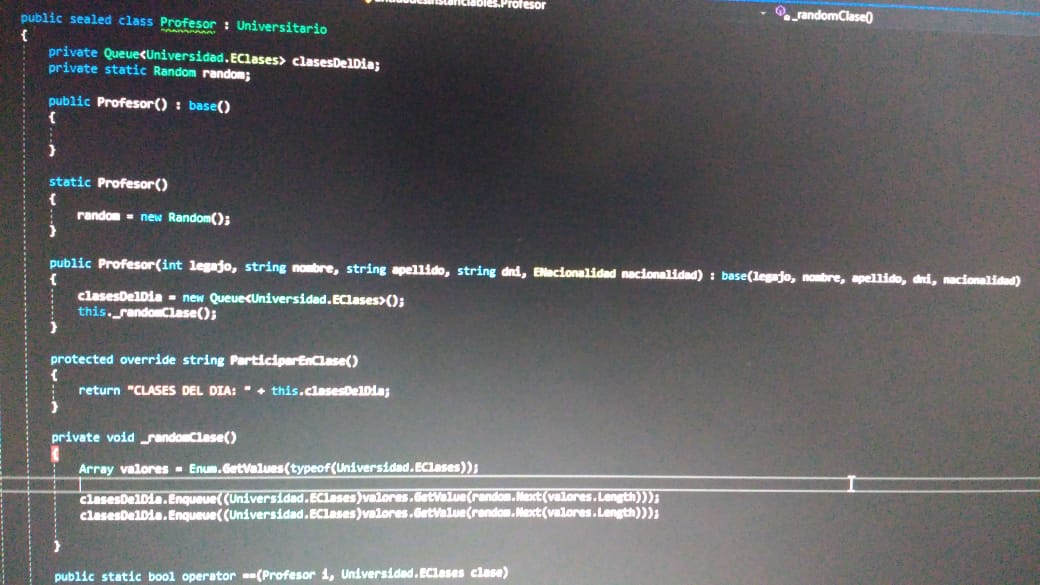 .Profesor
_randomClase()
public sealed class Profesor : Universitario
{
private Queue<Universidad.EClases> clasesDelDia;
private static Random random;
public Profesor() : base()
{
}
static Profesor()
{
random = new Random();
}
public Profesor(int legajo, string nombre, string apellido, string dni, ENacionalidad nacionalidad) : base(legajo, nombre, apellido, dni, nacionalidad)
{
clasesDelDia = new Queue<Universidad.EClases>();
this._randomClase();
}
protected override string ParticiparEnClase()
{
return "CLASES DEL DIA: " + this.clasesDelDia;
}
private void _randomClase()
{
Array valores = Enum.GetValues(typeof(Universidad.EClases));
clasesDelDia.Enqueue((Universidad.EClases)valores.GetValue(random.Next(valores.Length)));
clasesDelDia.Enqueue((Universidad.EClases)valores.GetValue(random.Next(valores.Length)));
}
public static bool operator ==(Profesor i, Universidad.EClases clase)